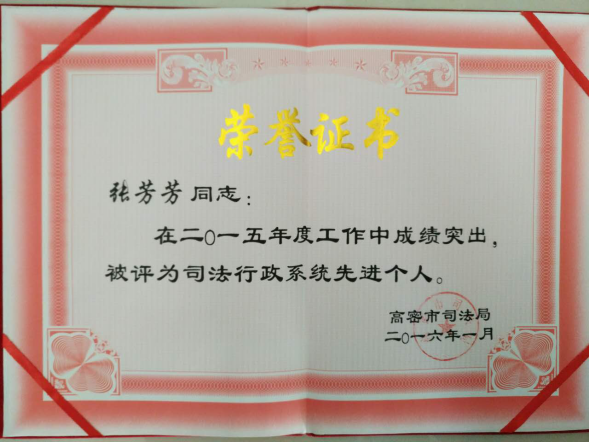 荣誉证书
张芳芳同志：
在二〇一五年度工作中成绩突出，
被评为司法行政系统先进个人。
高密市司法局
二〇一六年一月